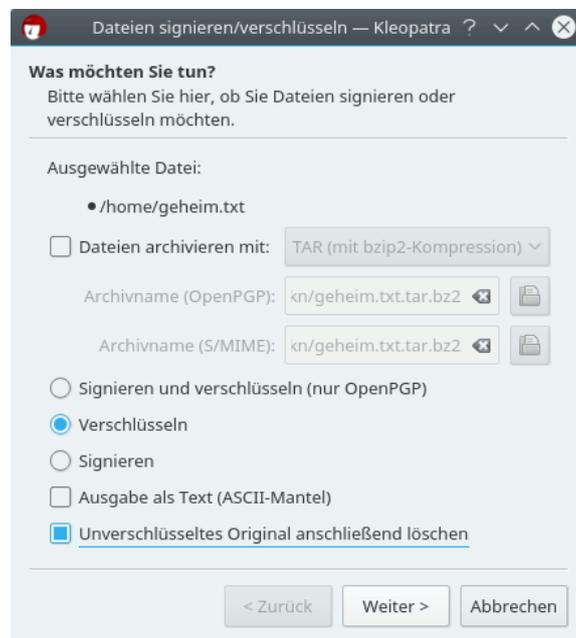 Dateien signieren/verschlüsseln — Kleopatra ?
Was möchten Sie tun?
Bitte wählen Sie hier, ob Sie Dateien signieren oder
verschlüsseln möchten.
Ausgewählte Datei:
•/home/geheim.txt
Dateien archivieren mit: TAR (mit bzip2-Kompression)
Archivname (OpenPGP): kn/geheim.txt.tar.bz2
Archivname (S/MIME): kn/geheim.txt.tar.bz2
Signieren und verschlüsseln (nur OpenPGP)
Verschlüsseln
Signieren
Ausgabe als Text (ASCII-Mantel)
Unverschlüsseltes Original anschließend löschen
< Zurück Weiter > Abbrechen